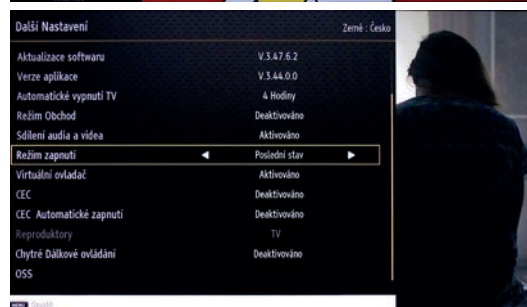 Další Nastavení Země : Česko
Aktualizace softwaru V.3.47.6.2
Verze aplikace V.3.44.0.0
Automatické vypnutí TV 4 Hodiny
Režim Obchod Deaktivováno
Sdílení audia a videa Aktivováno
Režim zapnutí Poslední stav
Virtuální ovladač Aktivováno
CEC Deaktivováno
CEC Automatické zapnutí Deaktivováno
Reproduktory TV
Chytré Dálkové ovládání Deaktivováno
OSS
MENU